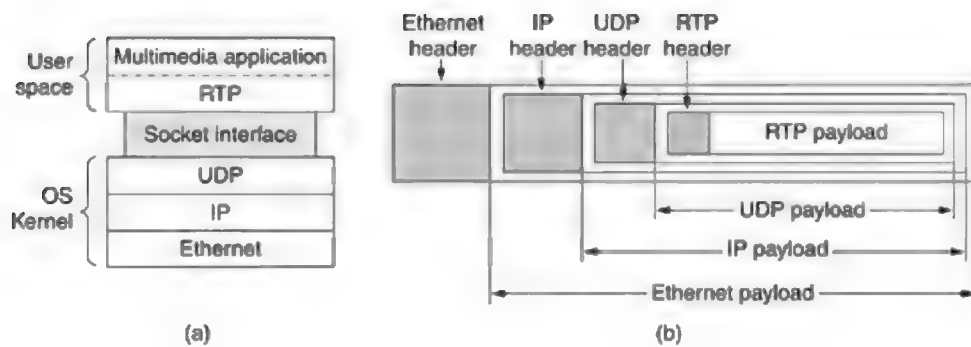 User
space
Multimedia application
RTP
Socket interface
OS
Kernel
UDP
IP
Ethernet
(a)
Ethernet
header
IP
header
UDP
header
RTP
header
RTP payload
UDP payload
IP payload
Ethernet payload
(b)